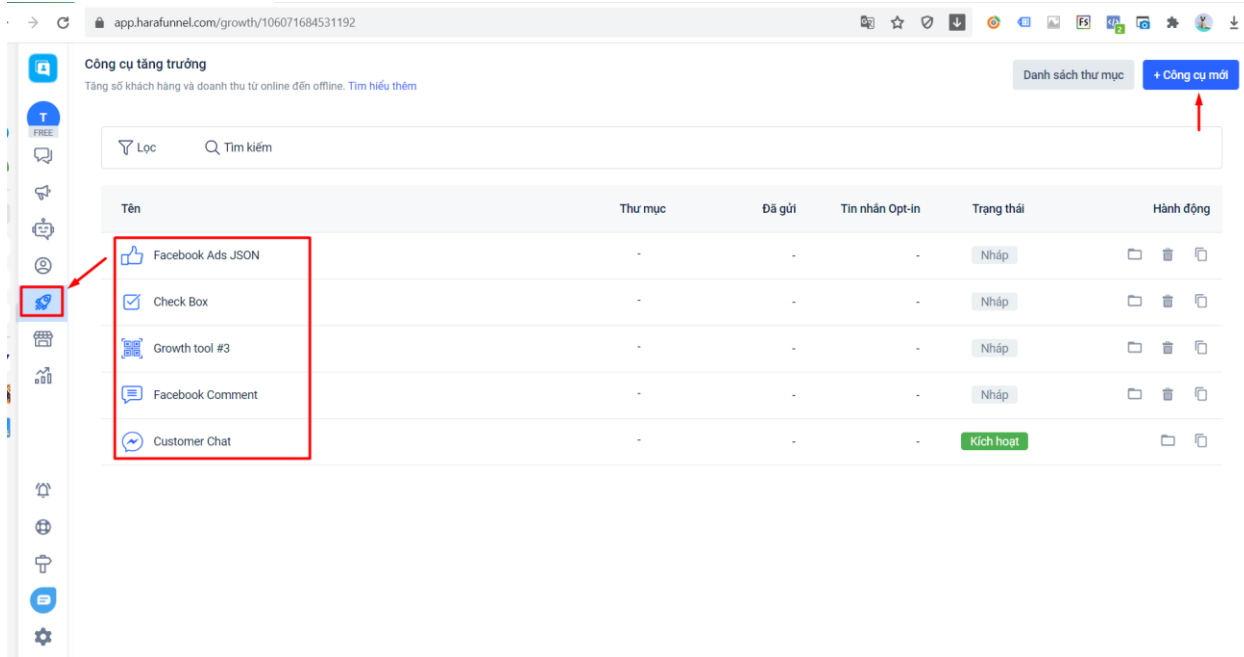 app.harafunnel.com/growth/106071684531192
FS
2
Công cụ tăng trưởng
Tăng số khách hàng và doanh thu từ online đến offline. Tìm hiểu thêm
Danh sách thư mục
+ Công cụ mới
T
FREE
Lọc
Tìm kiếm
Tên
Thư mục
Đã gửi
Tin nhắn Opt-in
Trạng thái
Hành động
Facebook Ads JSON
-
-
-
Nháp
Check Box
-
-
-
Nháp
Growth tool #3
-
-
-
Nháp
Facebook Comment
-
-
-
Nháp
Customer Chat
-
-
-
Kích hoạt